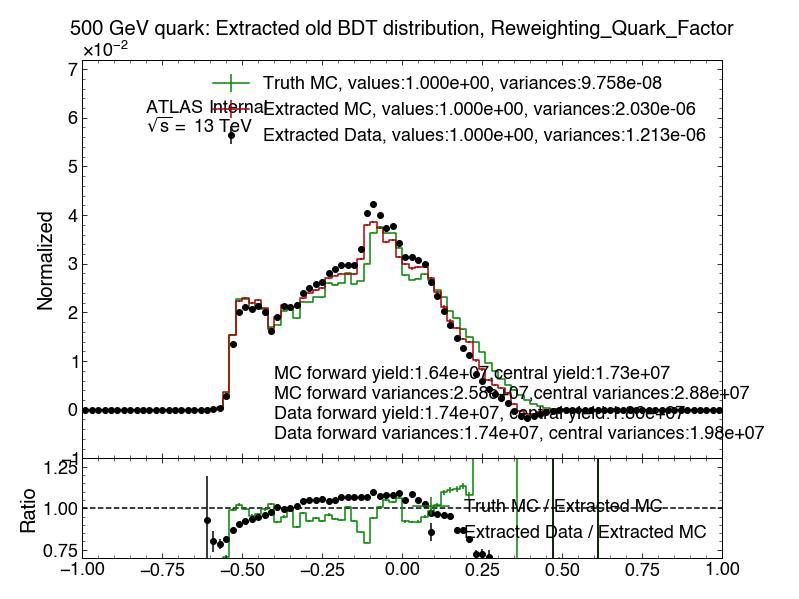 500 GeV quark: Extracted old BDT distribution, Reweighting_Quark_Factor
×10−2
7
6
5
4
3
2
1
0
−1
Normalized
ATLAS Internal
√s = 13 TeV
Truth MC, values:1.000e+00, variances:9.758e-08
Extracted MC, values:1.000e+00, variances:2.030e-06
Extracted Data, values:1.000e+00, variances:1.213e-06
MC forward yield:1.64e+07,central yield:1.73e+07
MC forward variances:2.58e+07,central variances:2.88e+07
Data forward yield:1.74e+07, central yield:1.80e+07
Data forward variances:1.74e+07, central variances:1.98e+07
1.25
1.00
0.75
Ratio
Truth MC / Extracted MC
Extracted Data / Extracted MC
−1.00 −0.75 −0.50 −0.25 0.00 0.25 0.50 0.75 1.00